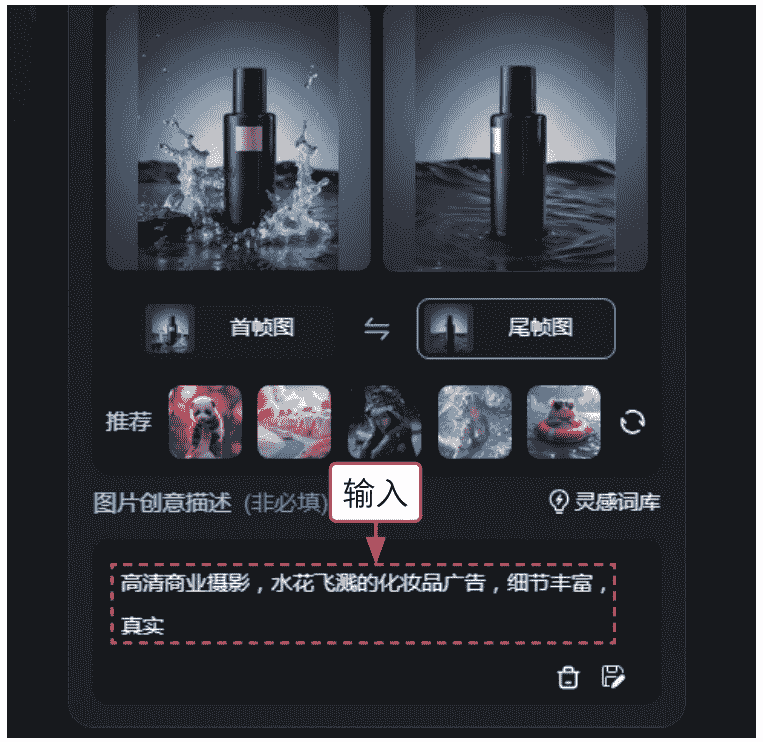 首帧图
尾帧图
推荐
图片创意描述 (非必填)
灵感词库
输入
高清商业摄影，水花飞溅的化妆品广告，细节丰富，
真实